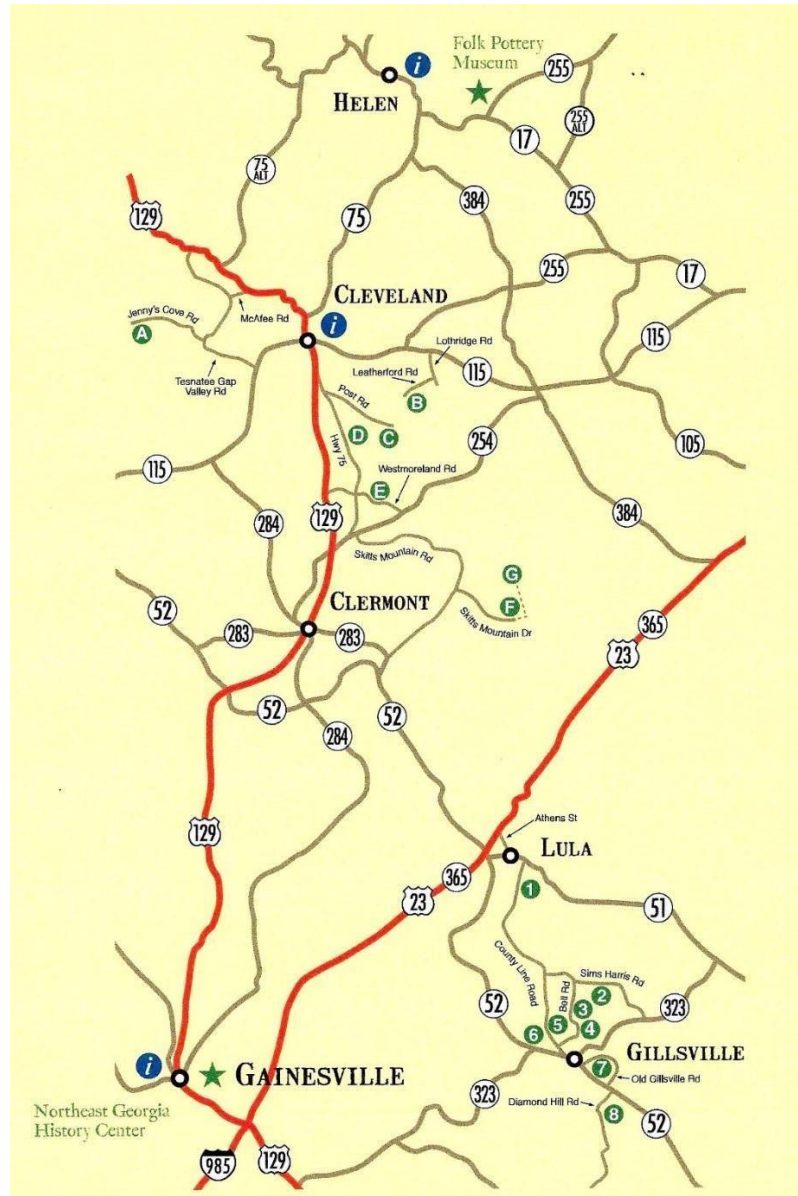 Folk Pottery
Museum
i
HELEN
255
255
ALT
17
75
ALT
384
129
75
255
255
17
CLEVELAND
Jenny's Cove Rd
McAfee Rd
A
i
Lothridge Rd
115
Leatherford Rd
115
Tesnatee Gap
Valley Rd
B
Post Rd
D
C
Hwy 75
254
105
115
Westmoreland Rd
E
284
129
384
Skitts Mountain Rd
G
CLERMONT
F
52
283
283
Skitts Mountain Dr
365
23
52
52
284
Athens St
129
LULA
365
1
23
51
County Line Road
Sims Harris Rd
Bell Rd
2
52
3
323
5
4
6
GILLSVILLE
i
7
GAINESVILLE
Old Gillsville Rd
323
Diamond Hill Rd
8
52
Northeast Georgia
History Center
985
129